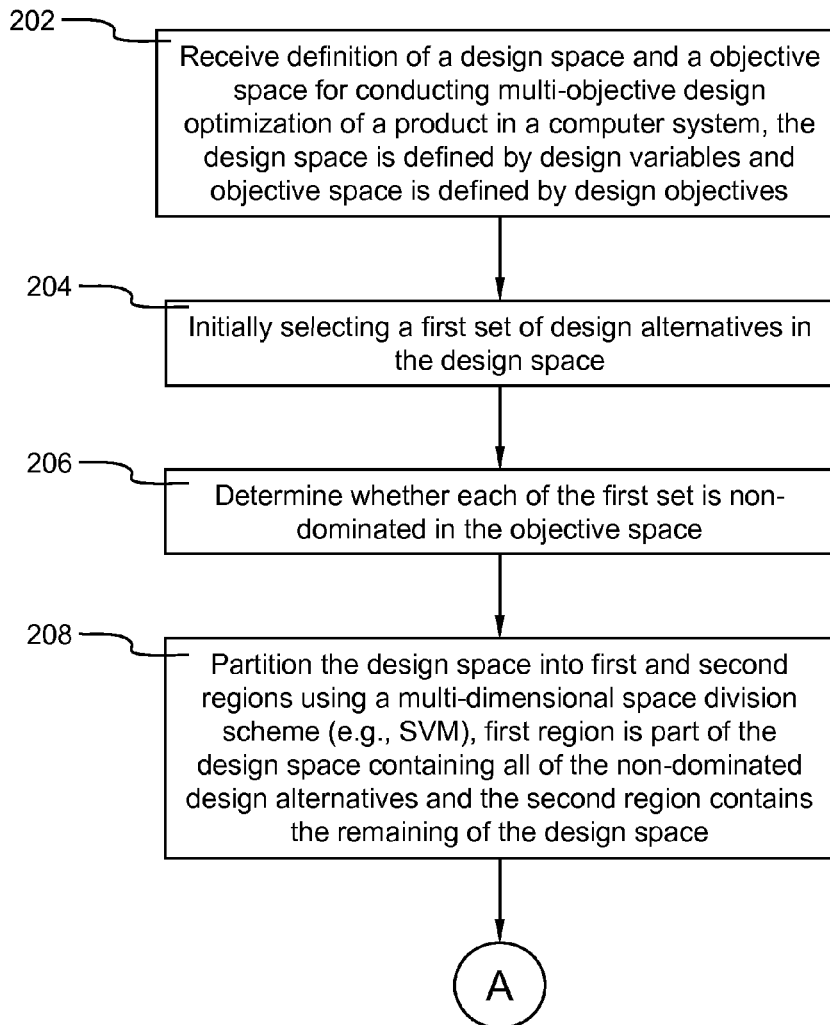 202
Receive definition of a design space and a objective
space for conducting multi-objective design
optimization of a product in a computer system, the
design space is defined by design variables and
objective space is defined by design objectives
204
Initially selecting a first set of design alternatives in
the design space
206
Determine whether each of the first set is non-
dominated in the objective space
208
Partition the design space into first and second
regions using a multi-dimensional space division
scheme (e.g., SVM), first region is part of the
design space containing all of the non-dominated
design alternatives and the second region contains
the remaining of the design space
A